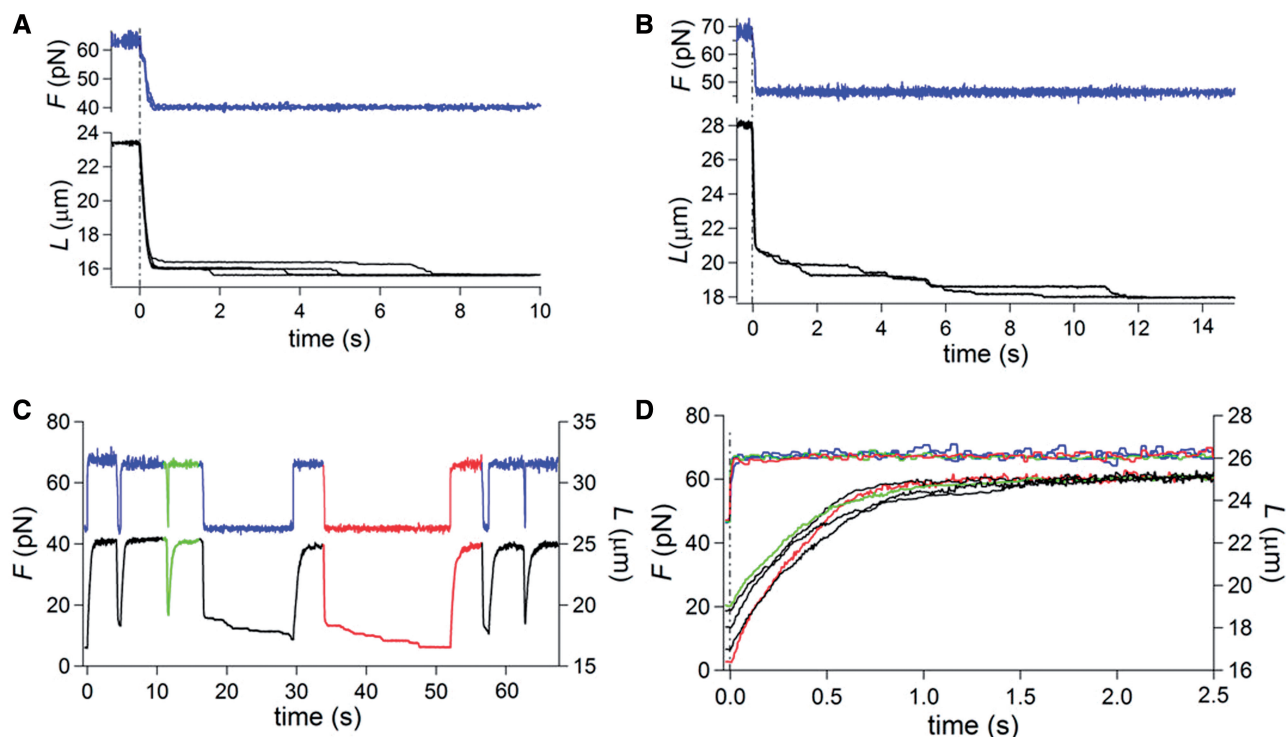 A
F (pN)
60
50
40
L (μm)
24
22
20
18
16
0 2 4 6 8 10
time (s)
B
F (pN)
70
50
L(μm)
28
26
24
22
20
18
0 2 4 6 8 10 12 14
time (s)
C
F (pN)
80
60
40
20
0
35
30
25
20
15
L (μm)
0 10 20 30 40 50 60
time (s)
D
F (pN)
80
60
40
20
0
28
26
24
22
20
18
16
L (μm)
0.0 0.5 1.0 1.5 2.0 2.5
time (s)